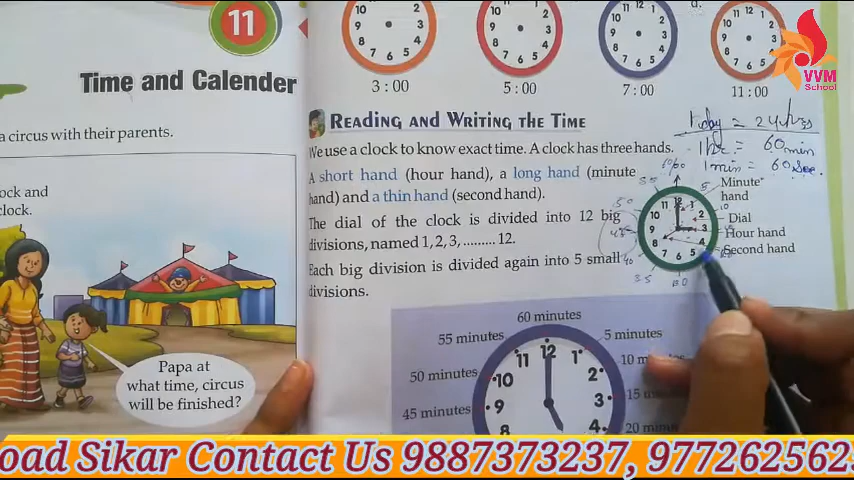 11
Time and Calender
a circus with their parents.
ock and
lock.
Papa at
what time, circus
will be finished?
3 : 00
5 : 00
7 : 00
11 : 00
VVM
School
READING AND WRITING THE TIME
We use a clock to know exact time. A clock has three hands.
A short hand (hour hand), a long hand (minute
hand) and a thin hand (second hand).
The dial of the clock is divided into 12 big
divisions, named 1, 2, 3, ......... 12.
Each big division is divided again into 5 small
divisions.
1 day = 24 hrs
1 hr = 60 min
1 min = 60 sec.
Minute
hand
Dial
Hour hand
Second hand
60 minutes
55 minutes
5 minutes
50 minutes
10 m
45 minutes
15 min
20 minu
oad Sikar Contact Us 9887373237, 977262562